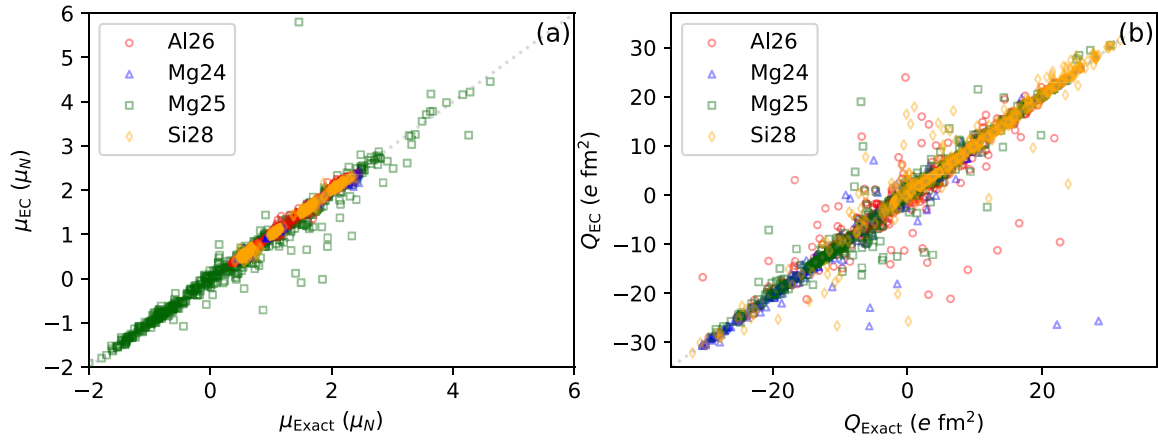 (a)
Al26
Mg24
Mg25
Si28
6
5
4
3
2
1
0
−1
−2
−2 0 2 4 6
μEC (μN)
μExact (μN)
(b)
Al26
Mg24
Mg25
Si28
30
20
10
0
−10
−20
−30
−20 0 20
QEC (e fm²)
QExact (e fm²)